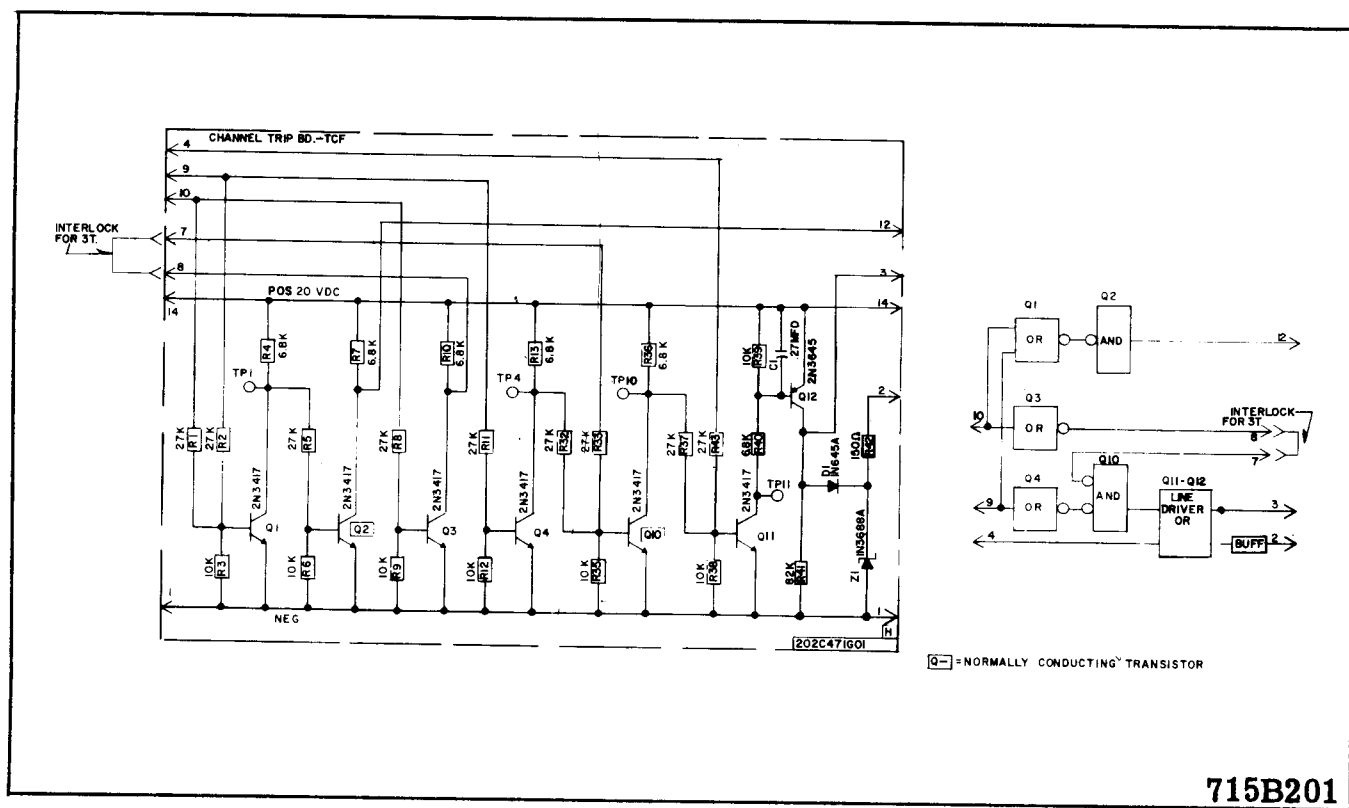 CHANNEL TRIP BD.-TCF
4
9
10
INTERLOCK
FOR 3T.
7
8
12
3
POS 20 VDC
14
14
R4
6.8K
R7
6.8K
R10
6.8K
R13
6.8K
R36
6.8K
10K
R39
C1
27MFD
2N3645
Q12
TP1
TP4
TP10
2
27K
R1
27K
R2
27K
R5
27K
R8
27K
R11
27K
R32
27K
R33
27K
R37
27K
R43
6.8K
R40
D1
IN645A
150Ω
R42
TP11
2N3417
Q1
2N3417
Q2
2N3417
Q3
2N3417
Q4
2N3417
Q10
2N3417
Q11
IN3688A
Z1
10K
R3
10K
R6
10K
R9
10K
R12
10K
R35
10K
R38
82K
R41
NEG
1
H
202C471G01
Q1
OR
Q2
AND
12
Q3
OR
10
INTERLOCK
FOR 3T
8
7
Q4
OR
9
Q10
AND
Q11-Q12
LINE
DRIVER
OR
3
4
BUFF
2
Q- =NORMALLY CONDUCTING TRANSISTOR
715B201